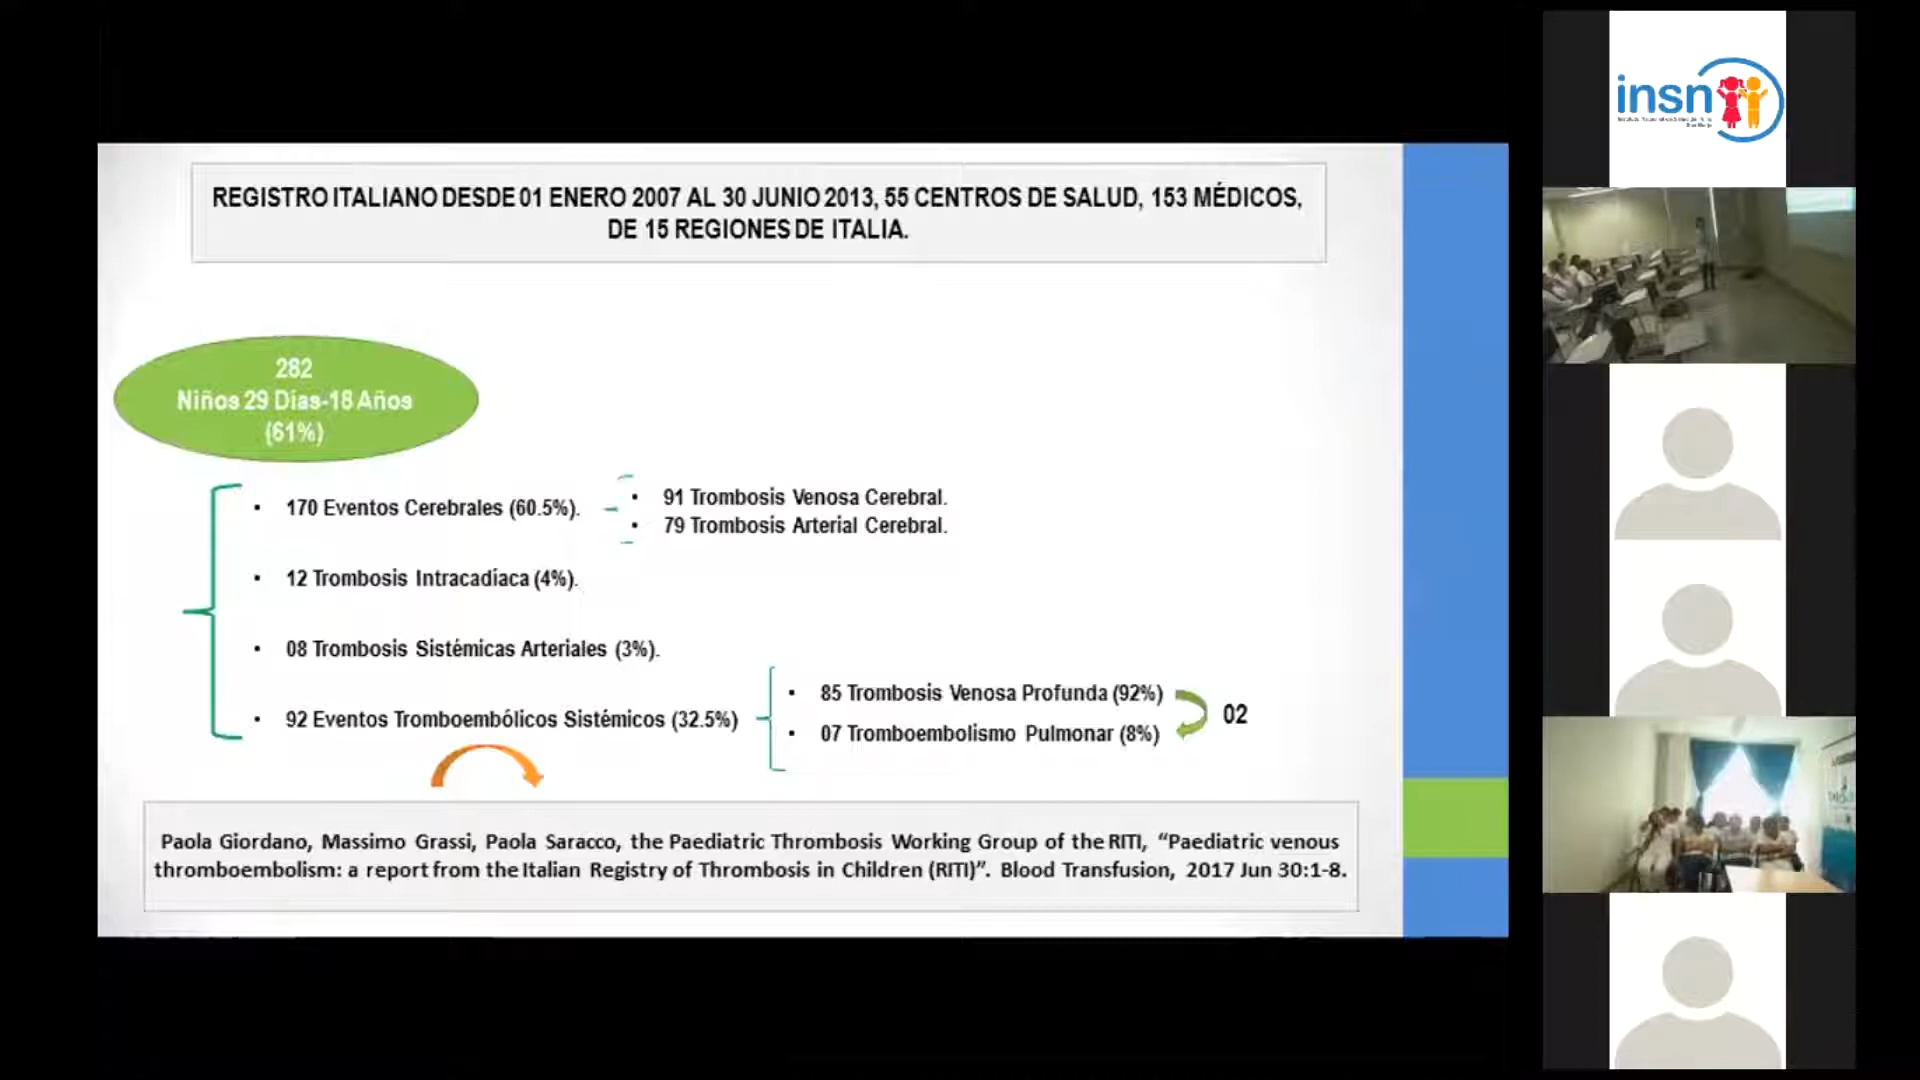 REGISTRO ITALIANO DESDE 01 ENERO 2007 AL 30 JUNIO 2013, 55 CENTROS DE SALUD, 153 MÉDICOS,
DE 15 REGIONES DE ITALIA.
282
Niños 29 Días-18 Años
(61%)
• 170 Eventos Cerebrales (60.5%).
• 91 Trombosis Venosa Cerebral.
• 79 Trombosis Arterial Cerebral.
• 12 Trombosis Intracadíaca (4%).
• 08 Trombosis Sistémicas Arteriales (3%).
• 92 Eventos Tromboembólicos Sistémicos (32.5%)
• 85 Trombosis Venosa Profunda (92%)
• 07 Tromboembolismo Pulmonar (8%)
02
Paola Giordano, Massimo Grassi, Paola Saracco, the Paediatric Thrombosis Working Group of the RITI, “Paediatric venous
thromboembolism: a report from the Italian Registry of Thrombosis in Children (RITI)”. Blood Transfusion, 2017 Jun 30:1-8.
insn